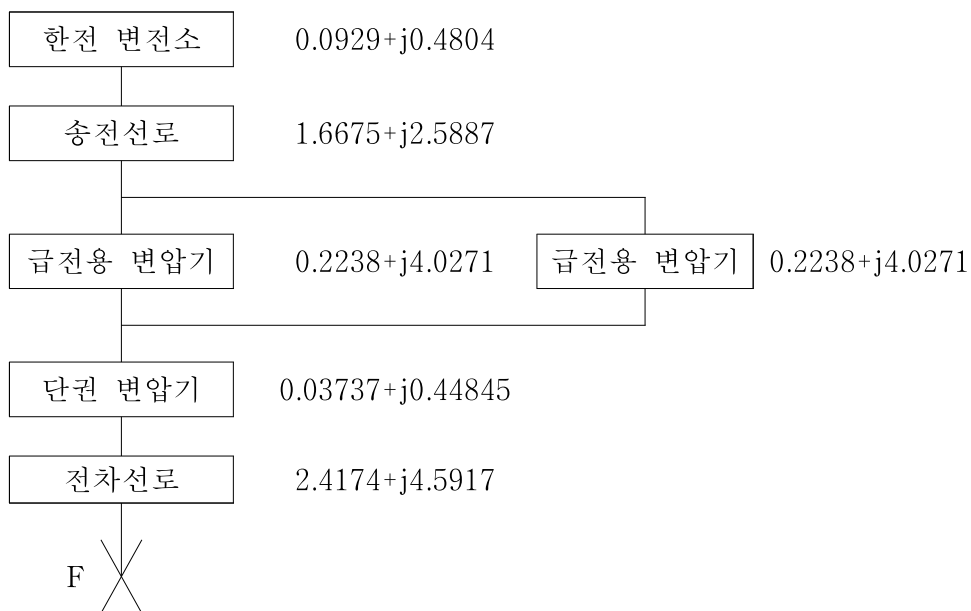 한전 변전소 0.0929+j0.4804
송전선로 1.6675+j2.5887
급전용 변압기 0.2238+j4.0271 급전용 변압기 0.2238+j4.0271
단권 변압기 0.03737+j0.44845
전차선로 2.4174+j4.5917
F